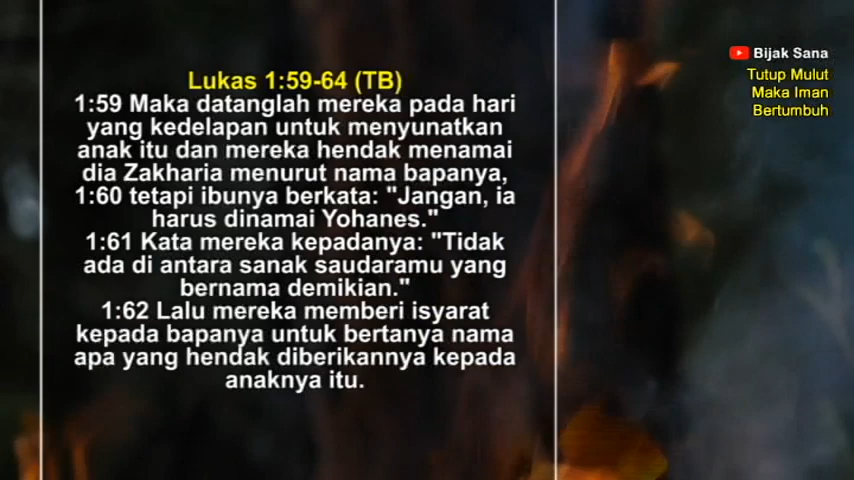 Lukas 1:59-64 (TB)
1:59 Maka datanglah mereka pada hari
yang kedelapan untuk menyunatkan
anak itu dan mereka hendak menamai
dia Zakharia menurut nama bapanya,
1:60 tetapi ibunya berkata: "Jangan, ia
harus dinamai Yohanes."
1:61 Kata mereka kepadanya: "Tidak
ada di antara sanak saudaramu yang
bernama demikian."
1:62 Lalu mereka memberi isyarat
kepada bapanya untuk bertanya nama
apa yang hendak diberikannya kepada
anaknya itu.
Bijak Sana
Tutup Mulut
Maka Iman
Bertumbuh